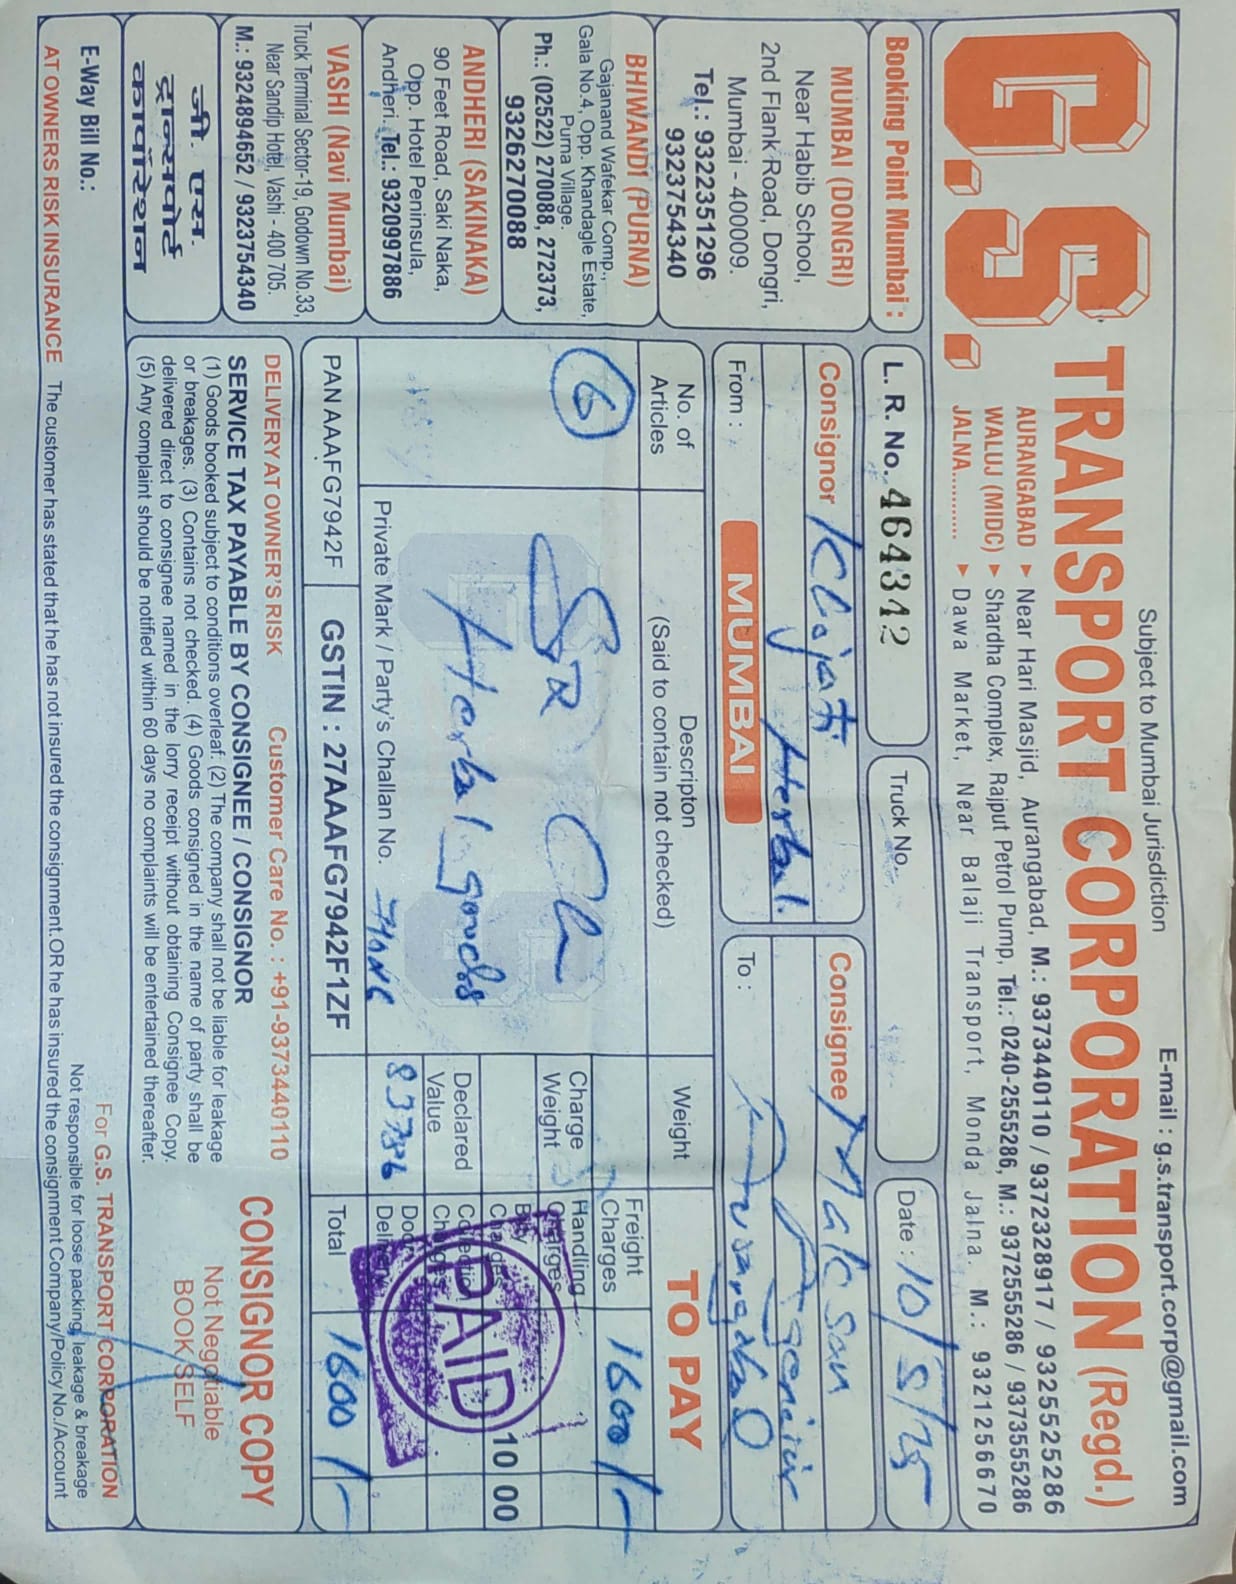 Subject to Mumbai Jurisdiction
E-mail : g.s.transport.corp@gmail.com
G.S. TRANSPORT CORPORATION (Regd.)
AURANGABAD ➤ Near Hari Masjid, Aurangabad, M.: 9373440110 / 9372328917 / 9325525286
WALUJ (MIDC) ➤ Shardha Complex, Rajput Petrol Pump, Tel.: 0240-2555286, M.: 9372555286 / 9373555286
JALNA............ ➤ Dawa Market, Near Balaji Transport, Monda Jalna. M.: 9321256670
Booking Point Mumbai :
L. R. No. 464342
Truck No.
Date : 10/5/25
MUMBAI (DONGRI)
Near Habib School,
2nd Flank Road, Dongri,
Mumbai - 400009.
Tel.: 9322351296
9323754340
BHIWANDI (PURNA)
Gajanand Wafekar Comp.,
Gala No.4, Opp. Khandagle Estate,
Purna Village.
Ph.: (02522) 270088, 272373,
9326270088
ANDHERI (SAKINAKA)
90 Feet Road, Saki Naka,
Opp. Hotel Peninsula,
Andheri. Tel.: 9320997886
VASHI (Navi Mumbai)
Truck Terminal Sector-19, Godown No.33,
Near Sandip Hotel, Vashi - 400 705.
M.: 9324894652 / 9323754340
जी. एस.
ट्रान्सपोर्ट
कार्पोरेशन
Consignor
Herbal.
Consignee
From :
MUMBAI
To :
No. of
Articles
Descripton
(Said to contain not checked)
Weight
TO PAY
6
Herbal goods
Private Mark / Party's Challan No.
Charge
Weight
Declared
Value
83786
Freight
Charges
1600/-
Handling
Charges
Bilty
Charges
10 00
Collection
Charges
Door
Delivery
PAID
Total
1600/-
PAN AAAFG7942F
GSTIN : 27AAAFG7942F1ZF
DELIVERY AT OWNER'S RISK
Customer Care No. : +91-9373440110
SERVICE TAX PAYABLE BY CONSIGNEE / CONSIGNOR
(1) Goods booked subject to conditions overleaf. (2) The company shall not be liable for leakage
or breakages. (3) Contains not checked. (4) Goods consigned in the name of party shall be
delivered direct to consignee named in the lorry receipt without obtaining Consignee Copy.
(5) Any complaint should be notified within 60 days no complaints will be entertained thereafter.
CONSIGNOR COPY
Not Negotiable
BOOK SELF
E-Way Bill No.:
For G.S. TRANSPORT CORPORATION
Not responsible for loose packing, leakage & breakage
AT OWNERS RISK INSURANCE The customer has stated that he has not insured the consignment.OR he has insured the consignment Company/Policy No./Account